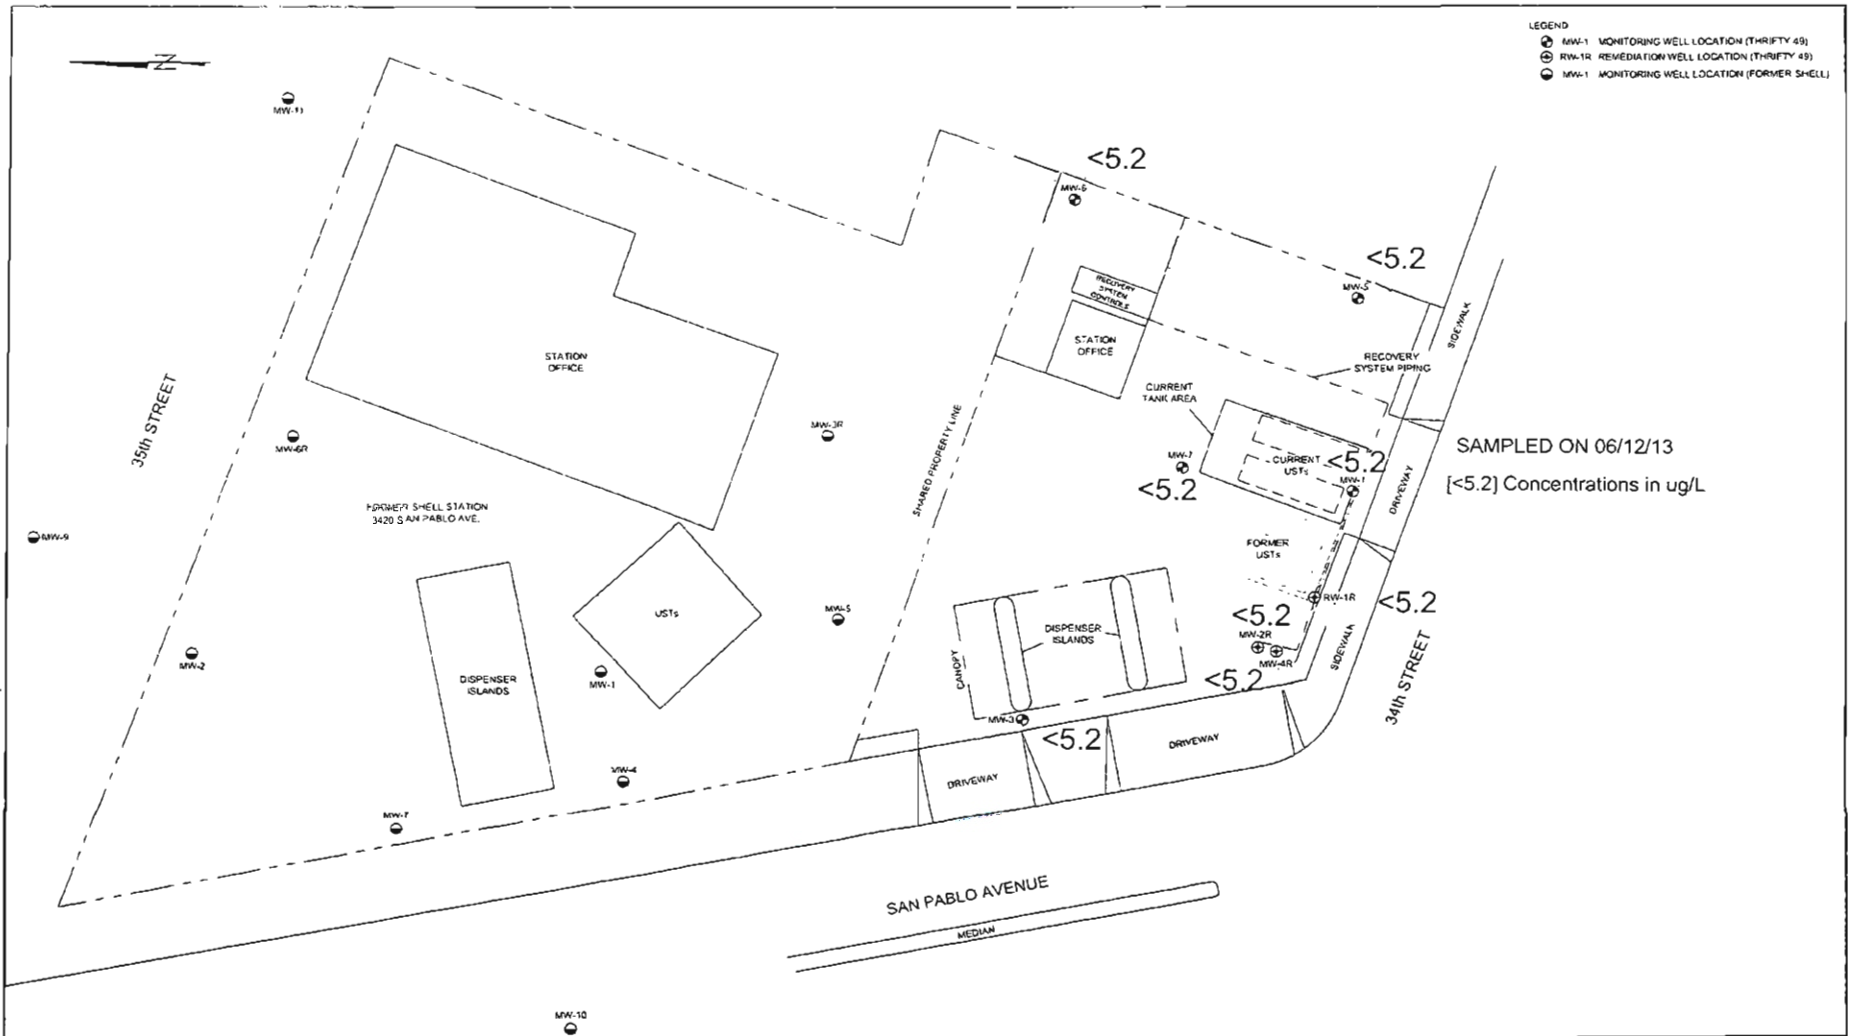 LEGEND
MW-1 MONITORING WELL LOCATION (THRIFTY 49)
RW-1R REMEDIATION WELL LOCATION (THRIFTY 49)
MW-1 MONITORING WELL LOCATION (FORMER SHELL)
Z
MW-11
<5.2
MW-6
<5.2
MW-5
RECOVERY
SYSTEM
CONTROLS
STATION
OFFICE
SIDEWALK
STATION
OFFICE
RECOVERY
SYSTEM PIPING
CURRENT
TANK AREA
35th STREET
MW-6R
MW-3R
SHARED PROPERTY LINE
MW-7
<5.2
CURRENT
USTs
<5.2
MW-1
DRIVEWAY
SAMPLED ON 06/12/13
[<5.2] Concentrations in ug/L
FORMER SHELL STATION
3420 SAN PABLO AVE.
MW-9
FORMER
USTs
RW-1R
<5.2
MW-5
USTs
<5.2
MW-2R
MW-4R
DISPENSER
ISLANDS
CANOPY
SIDEWALK
34th STREET
MW-2
MW-1
DISPENSER
ISLANDS
<5.2
MW-3
<5.2
DRIVEWAY
DRIVEWAY
MW-4
MW-7
SAN PABLO AVENUE
MEDIAN
MW-10